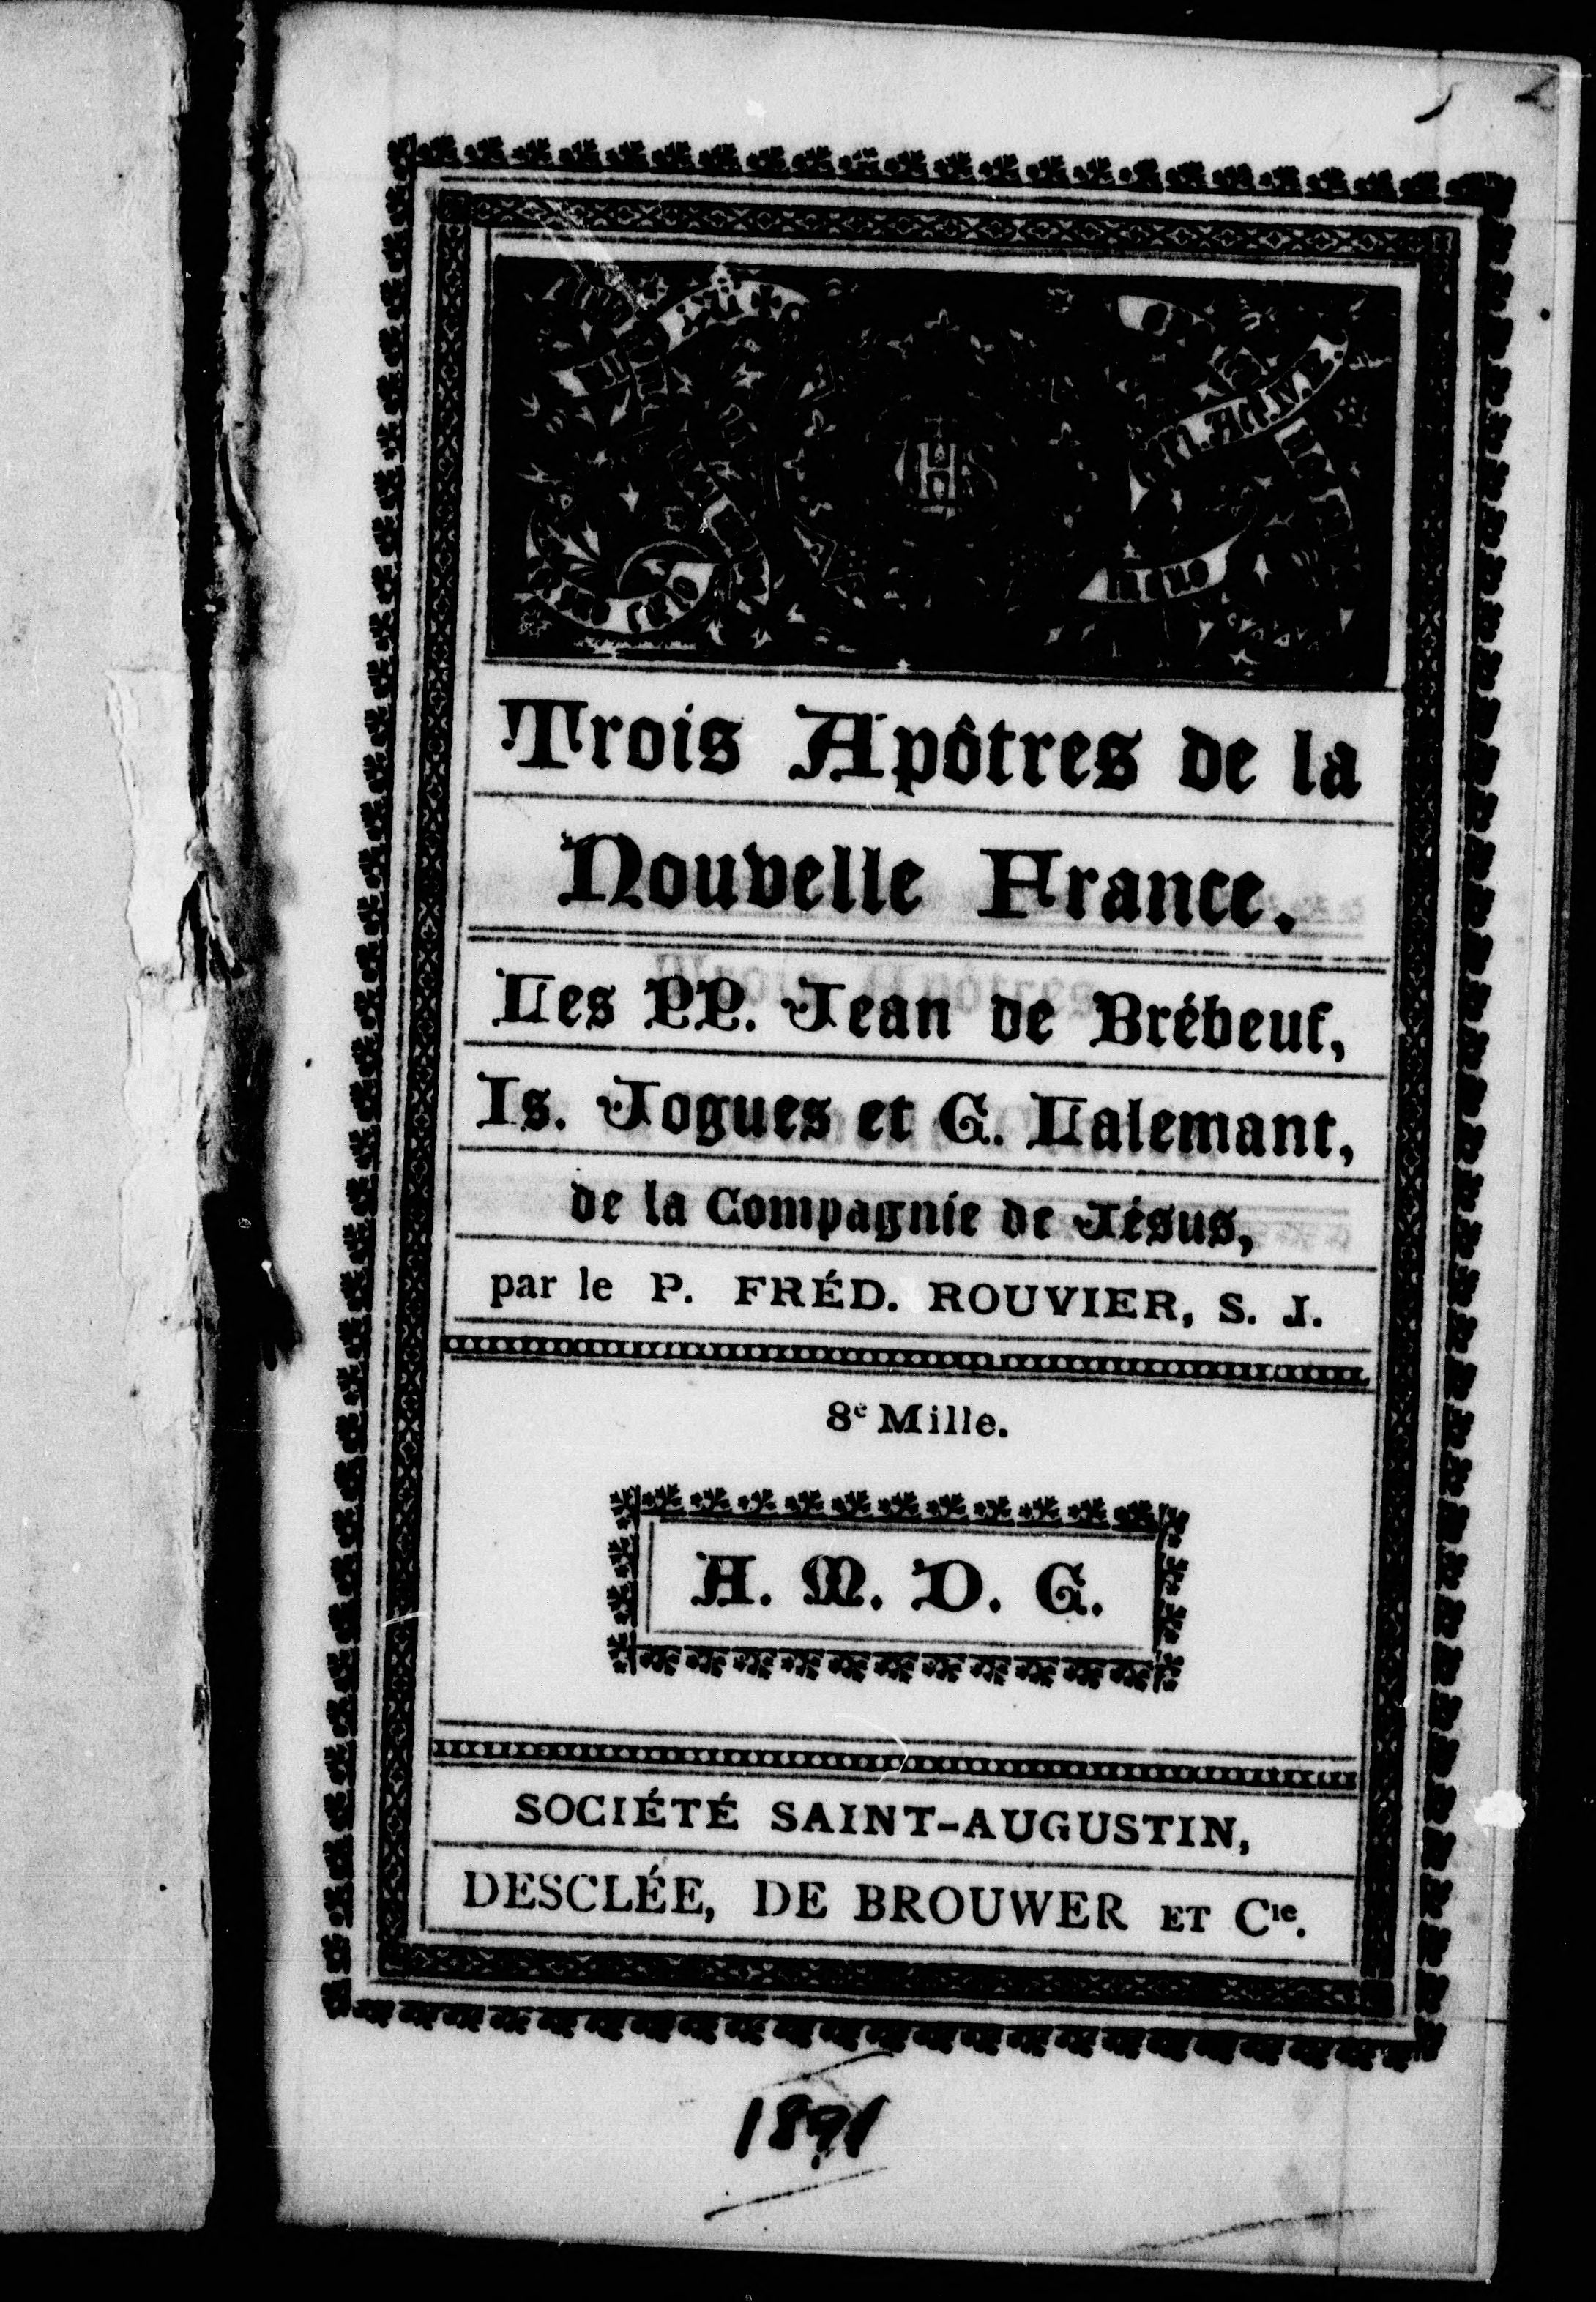 IHS
Trois Apôtres de la
Nouvelle France.
Les PP. Jean de Brébeuf,
Is. Jogues et G. Lalemant,
de la Compagnie de Jésus,
par le P. FRÉD. ROUVIER, S. J.
8e Mille.
A. M. D. G.
SOCIÉTÉ SAINT-AUGUSTIN,
DESCLÉE, DE BROUWER ET Cie.
1891